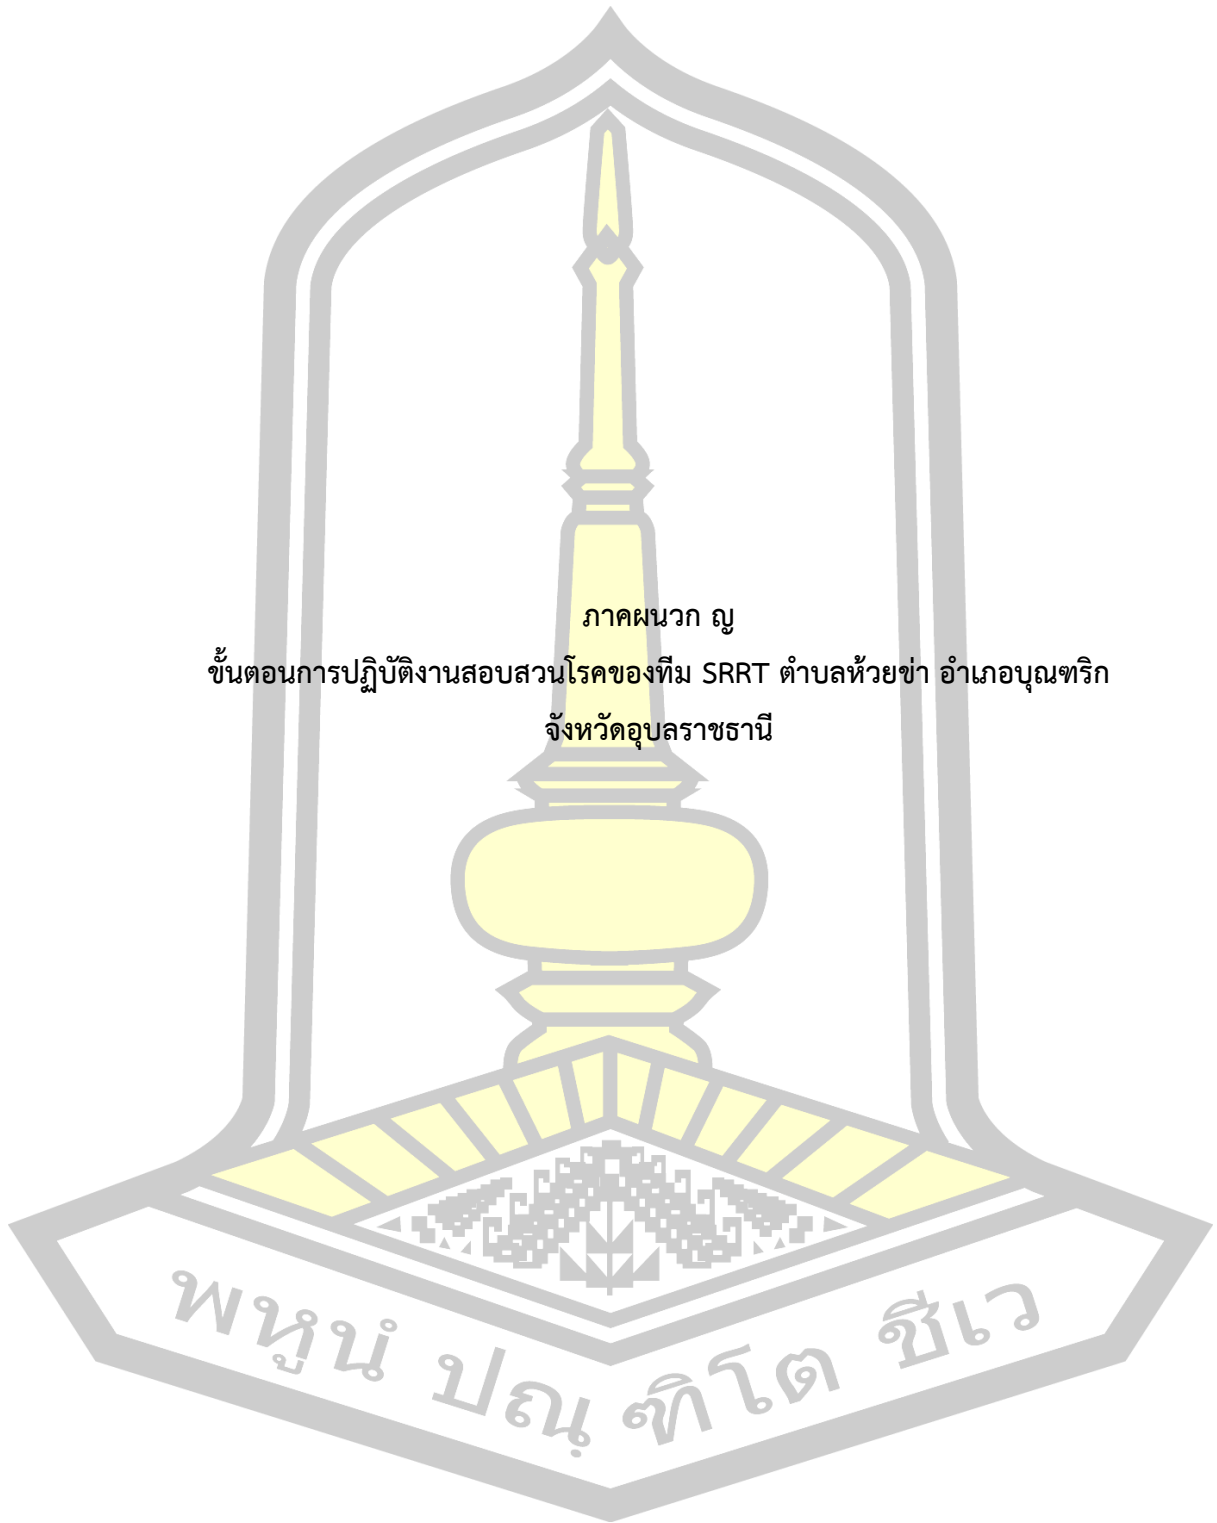 ภาคผนวก ญ
ขั้นตอนการปฏิบัติงานสอบสวนโรคของทีม SRRT ตำบลห้วยข่า อำเภอบุณฑริก
จังหวัดอุบลราชธานี
พหูนํ ปณฺฑิโต ชีเว